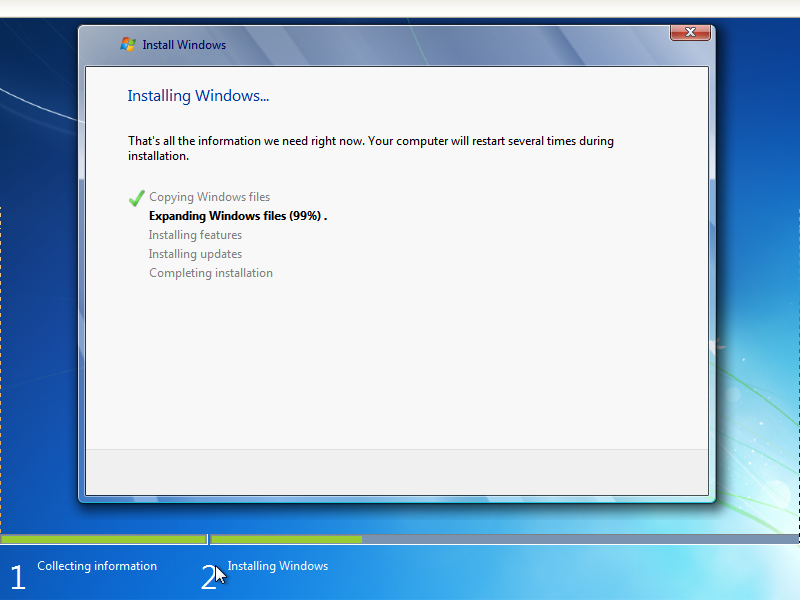 Install Windows
Installing Windows...
That's all the information we need right now. Your computer will restart several times during
installation.
Copying Windows files
Expanding Windows files (99%) .
Installing features
Installing updates
Completing installation
1 Collecting information
2 Installing Windows